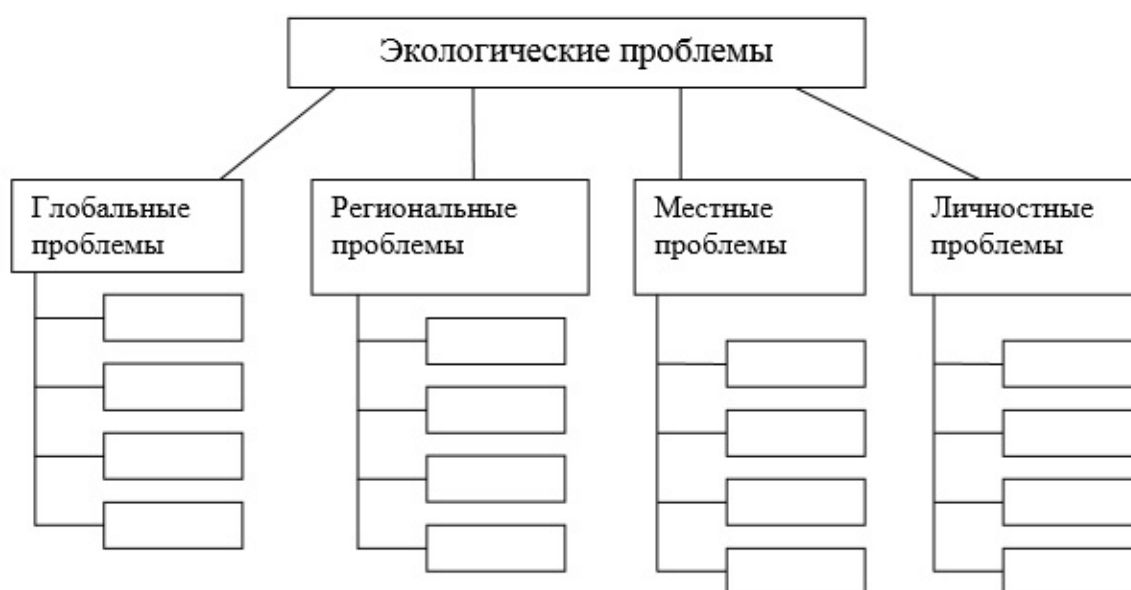 Экологические проблемы
Глобальные
проблемы
Региональные
проблемы
Местные
проблемы
Личностные
проблемы